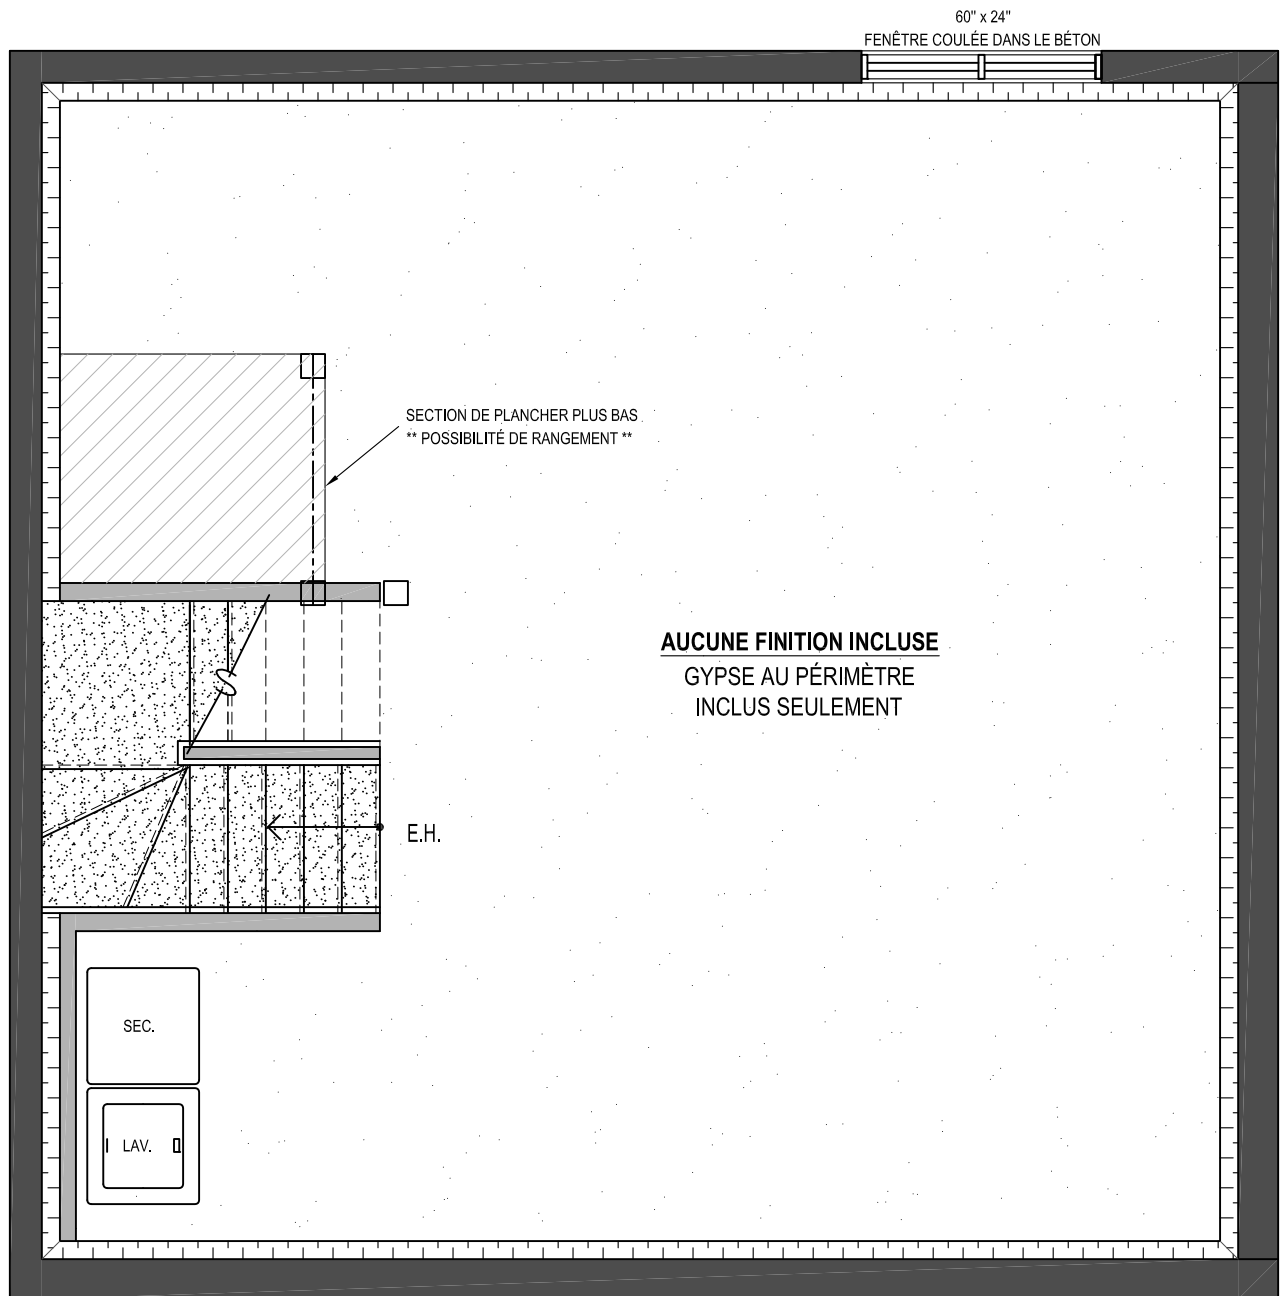 60" x 24"
FENÊTRE COULÉE DANS LE BÉTON
SECTION DE PLANCHER PLUS BAS
** POSSIBILITÉ DE RANGEMENT **
AUCUNE FINITION INCLUSE
GYPSE AU PÉRIMÈTRE
INCLUS SEULEMENT
E.H.
SEC.
LAV.